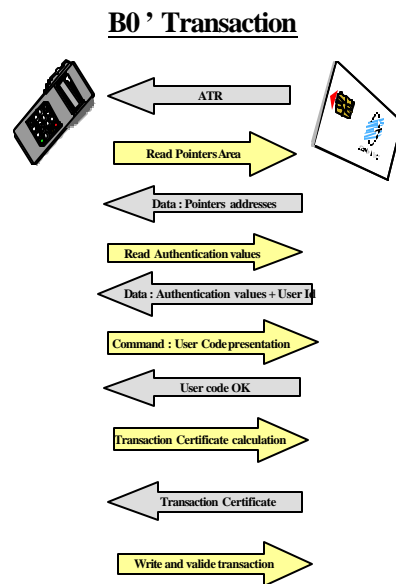 B0 ’ Transaction
ATR
Read Pointers Area
Data : Pointers addresses
Read Authentication values
Data : Authentication values + User Id
Command : User Code presentation
User code OK
Transaction Certificate calculation
Transaction Certificate
Write and valide transaction